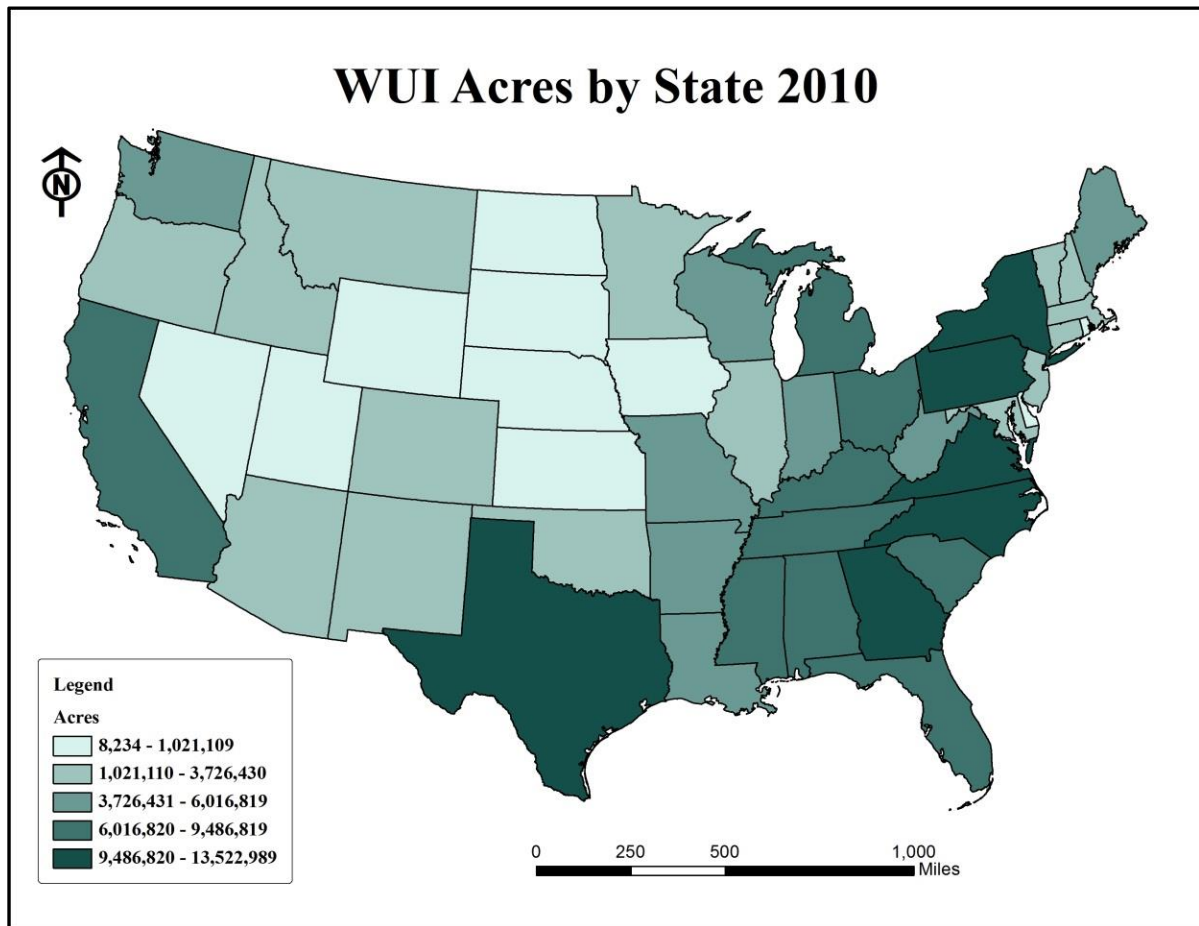 WUI Acres by State 2010
N
Legend
Acres
8,234 - 1,021,109
1,021,110 - 3,726,430
3,726,431 - 6,016,819
6,016,820 - 9,486,819
9,486,820 - 13,522,989
0 250 500 1,000
Miles